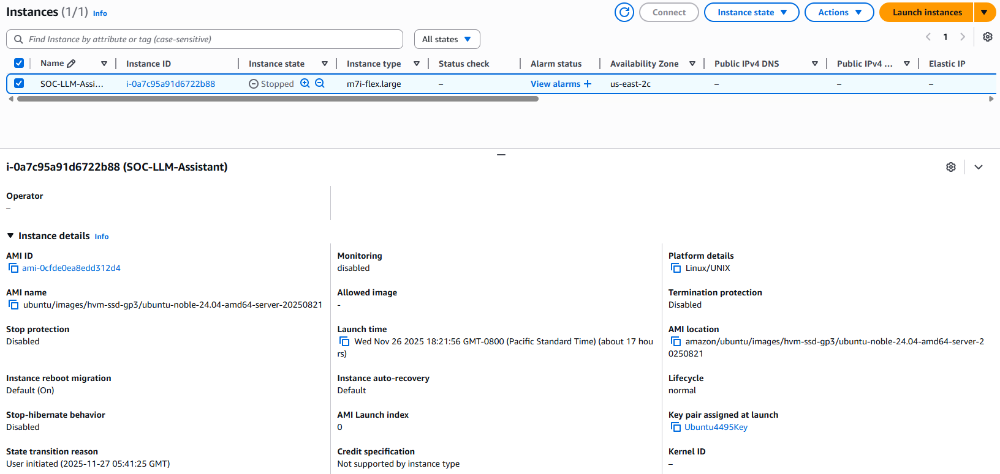 Instances (1/1) Info
Connect
Instance state
Actions
Launch instances
Find Instance by attribute or tag (case-sensitive)
All states
1
Name
Instance ID
Instance state
Instance type
Status check
Alarm status
Availability Zone
Public IPv4 DNS
Public IPv4 ...
Elastic IP
SOC-LLM-Assi...
i-0a7c95a91d6722b88
Stopped
m7i-flex.large
–
View alarms +
us-east-2c
–
–
–
i-0a7c95a91d6722b88 (SOC-LLM-Assistant)
Operator
–
Instance details Info
AMI ID
ami-0cfde0ea8edd312d4
Monitoring
disabled
Platform details
Linux/UNIX
AMI name
ubuntu/images/hvm-ssd-gp3/ubuntu-noble-24.04-amd64-server-20250821
Allowed image
-
Termination protection
Disabled
Stop protection
Disabled
Launch time
Wed Nov 26 2025 18:21:56 GMT-0800 (Pacific Standard Time) (about 17 hou
rs)
AMI location
amazon/ubuntu/images/hvm-ssd-gp3/ubuntu-noble-24.04-amd64-server-2
0250821
Instance reboot migration
Default (On)
Instance auto-recovery
Default
Lifecycle
normal
Stop-hibernate behavior
Disabled
AMI Launch index
0
Key pair assigned at launch
Ubuntu4495Key
State transition reason
User initiated (2025-11-27 05:41:25 GMT)
Credit specification
Not supported by instance type
Kernel ID
–